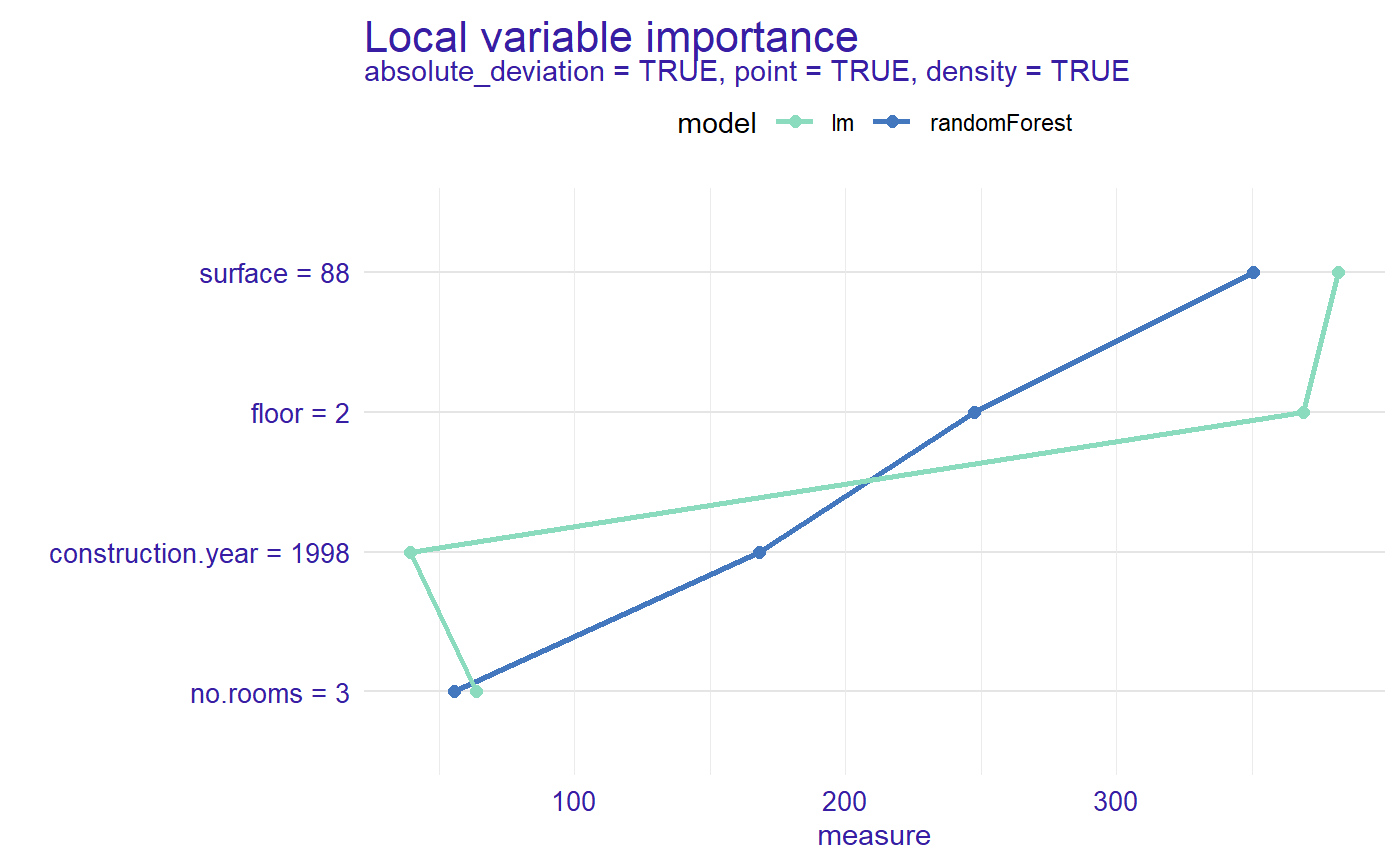 Local variable importance
absolute_deviation = TRUE, point = TRUE, density = TRUE
model lm randomForest
surface = 88
floor = 2
construction.year = 1998
no.rooms = 3
100 200 300
measure